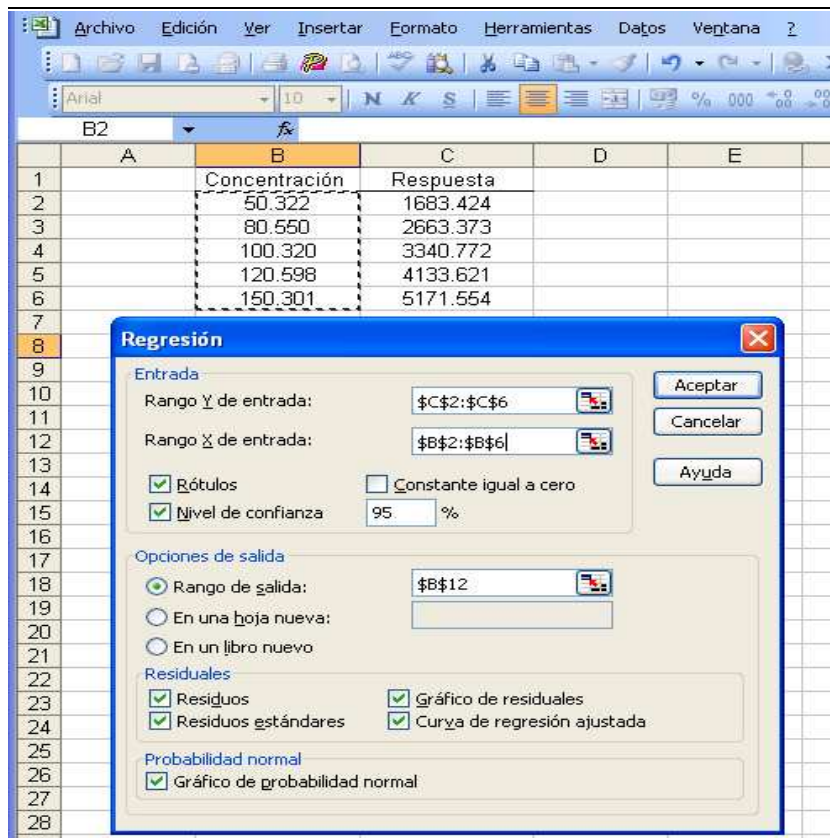 Archivo Edición Ver Insertar Formato Herramientas Datos Ventana ?
Arial 10 N K S % 000
B2 fx
A B C D E
1 Concentración Respuesta
2 50.322 1683.424
3 80.550 2663.373
4 100.320 3340.772
5 120.598 4133.621
6 150.301 5171.554
7
8
9
10
11
12
13
14
15
16
17
18
19
20
21
22
23
24
25
26
27
28
Regresión
Entrada
Rango Y de entrada: $C$2:$C$6
Rango X de entrada: $B$2:$B$6
Rótulos Constante igual a cero
Nivel de confianza 95 %
Aceptar
Cancelar
Ayuda
Opciones de salida
Rango de salida: $B$12
En una hoja nueva:
En un libro nuevo
Residuales
Residuos Gráfico de residuales
Residuos estándares Curva de regresión ajustada
Probabilidad normal
Gráfico de probabilidad normal